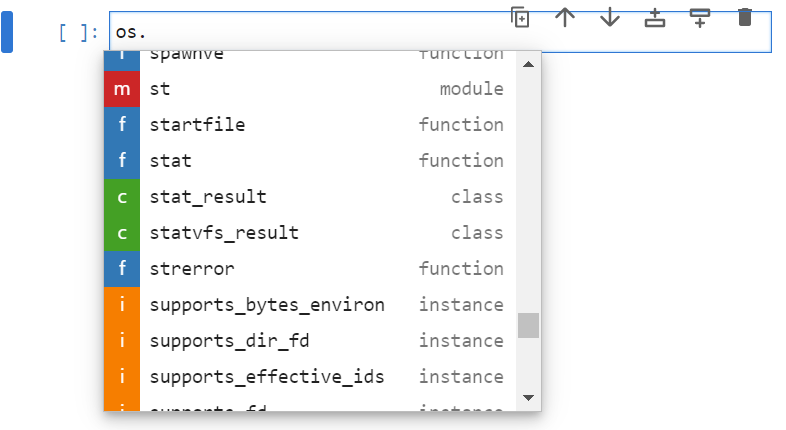 [ ]: os.
f spawnve function
m st module
f startfile function
f stat function
c stat_result class
c statvfs_result class
f strerror function
i supports_bytes_environ instance
i supports_dir_fd instance
i supports_effective_ids instance
i supports_fd instance